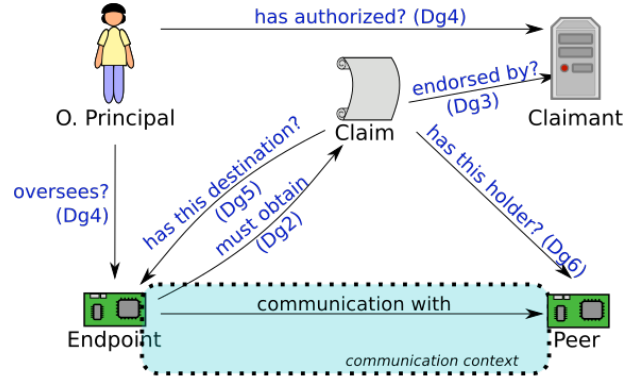 has authorized? (Dg4)
O. Principal
Claim
endorsed by?
(Dg3)
Claimant
oversees?
(Dg4)
has this destination?
(Dg5)
must obtain
(Dg2)
has this holder? (Dg6)
communication with
Endpoint
Peer
communication context